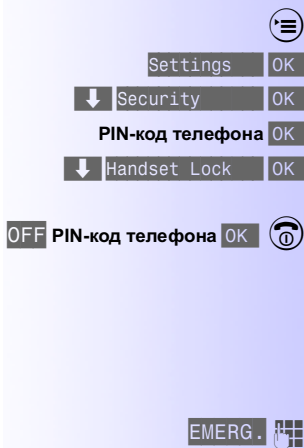 Settings OK
Security OK
PIN-код телефона OK
Handset Lock OK
OFF PIN-код телефона OK
EMERG.